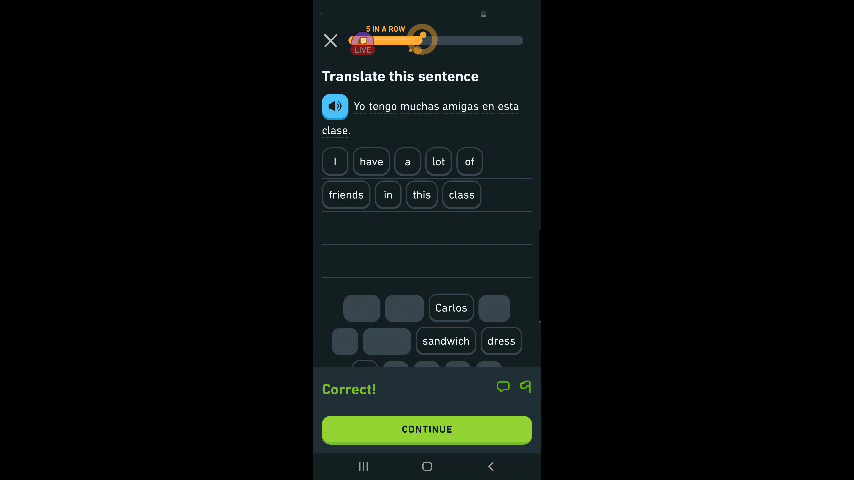 5 IN A ROW
LIVE
Translate this sentence
Yo tengo muchas amigas en esta
clase.
I have a lot of
friends in this class
Carlos
sandwich dress
Correct!
CONTINUE